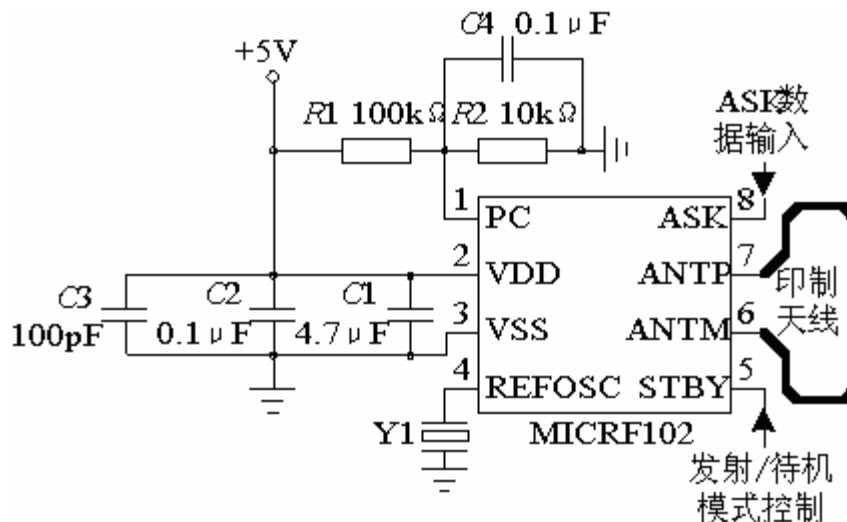 C4 0.1μF
+5V
R1 100kΩ R2 10kΩ
ASK数
据输入
1 PC ASK 8
2 VDD ANTP 7
C3 C2 C1
100pF 0.1μF 4.7μF
3 VSS ANTM 6
印制
天线
4 REFOSC STBY 5
Y1 MICRF102
发射/待机
模式控制